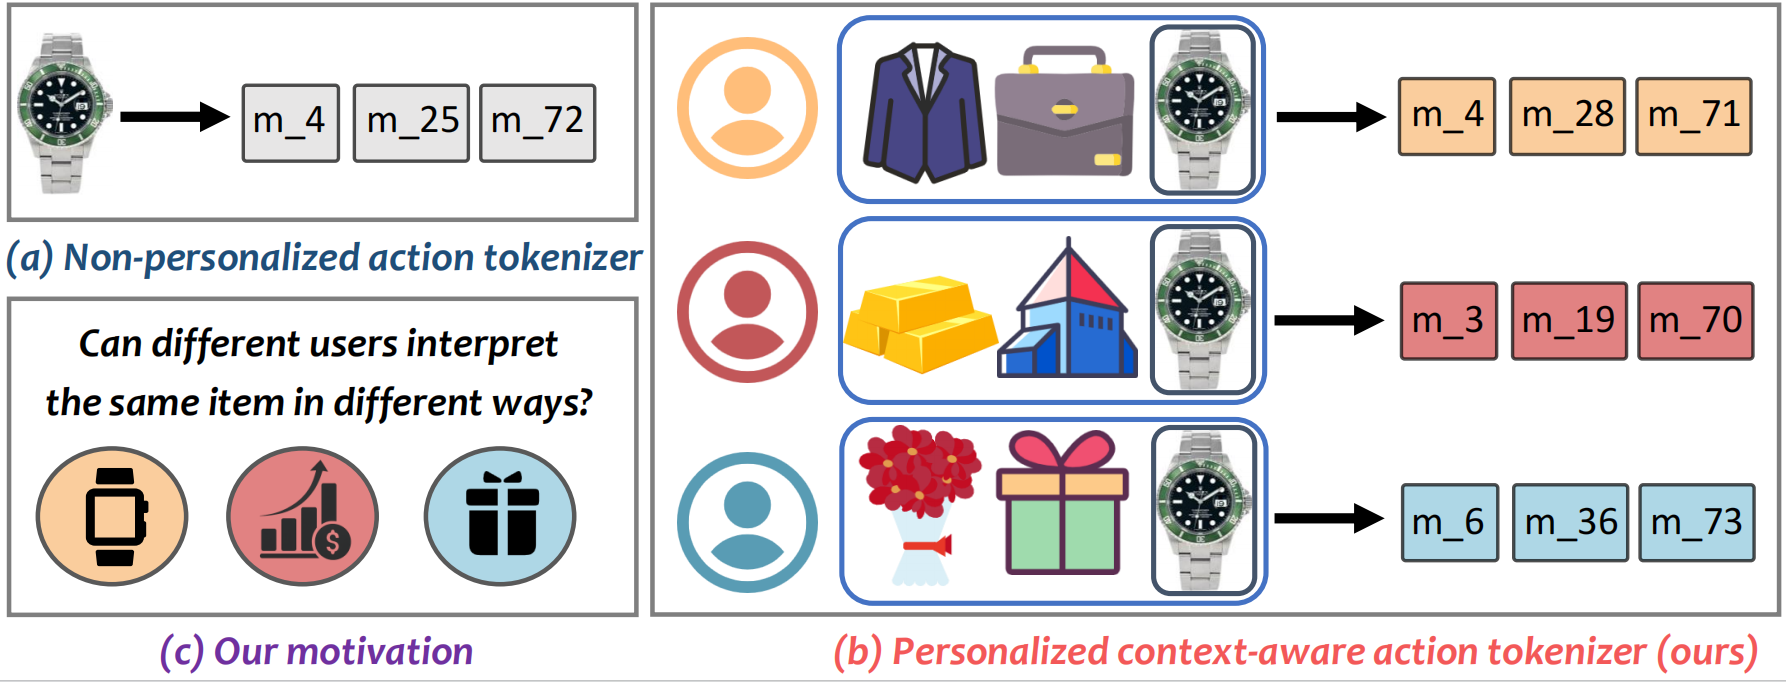 m_4 m_25 m_72
(a) Non-personalized action tokenizer
Can different users interpret
the same item in different ways?
$
(c) Our motivation
m_4 m_28 m_71
m_3 m_19 m_70
m_6 m_36 m_73
(b) Personalized context-aware action tokenizer (ours)